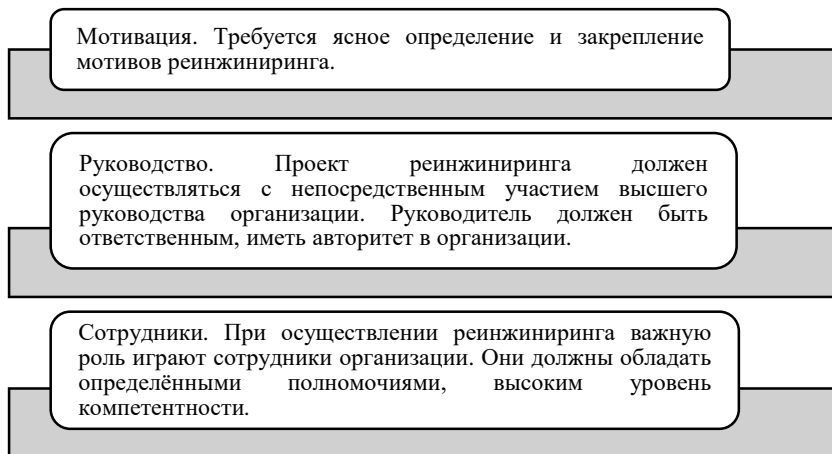 Мотивация. Требуется ясное определение и закрепление
мотивов реинжиниринга.
Руководство. Проект реинжиниринга должен
осуществляться с непосредственным участием высшего
руководства организации. Руководитель должен быть
ответственным, иметь авторитет в организации.
Сотрудники. При осуществлении реинжиниринга важную
роль играют сотрудники организации. Они должны обладать
определёнными полномочиями, высоким уровень
компетентности.